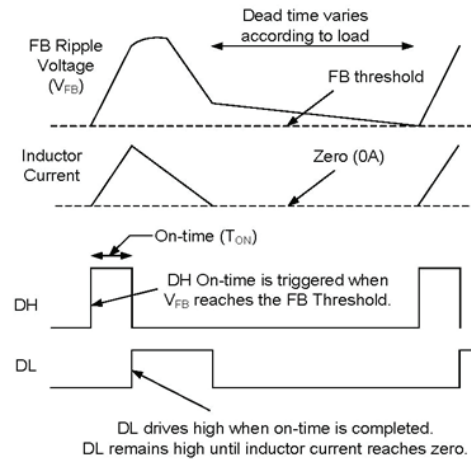 Dead time varies
according to load
FB Ripple
Voltage
(VFB)
FB threshold
Inductor
Current
Zero (0A)
On-time (TON)
DH On-time is triggered when
VFB reaches the FB Threshold.
DH
DL
DL drives high when on-time is completed.
DL remains high until inductor current reaches zero.